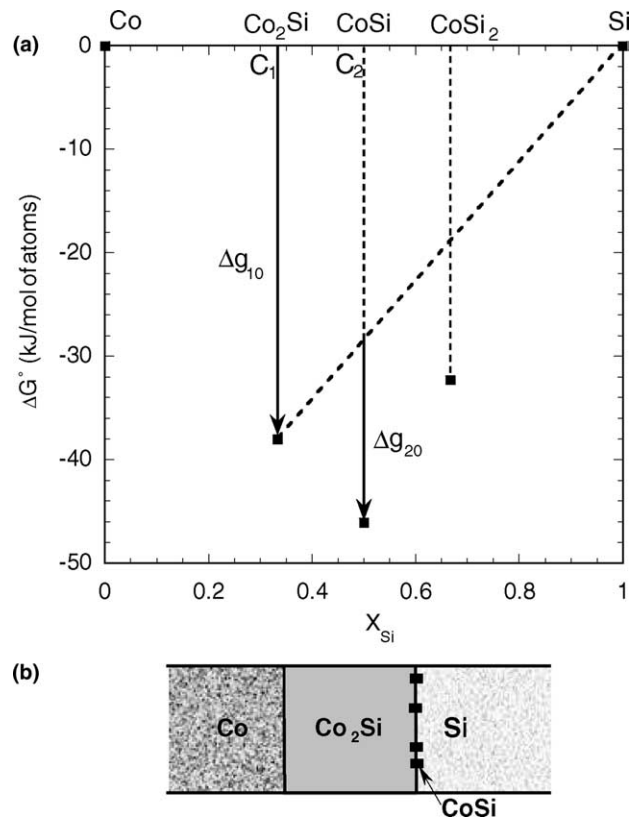 Co Co₂Si CoSi CoSi₂ Si
(a)
0
C₁ C₂
-10
-20
Δg₁₀
-30
-40
Δg₂₀
-50
ΔG° (kJ/mol of atoms)
0 0.2 0.4 0.6 0.8 1
X_Si
(b)
Co Co₂Si Si
CoSi